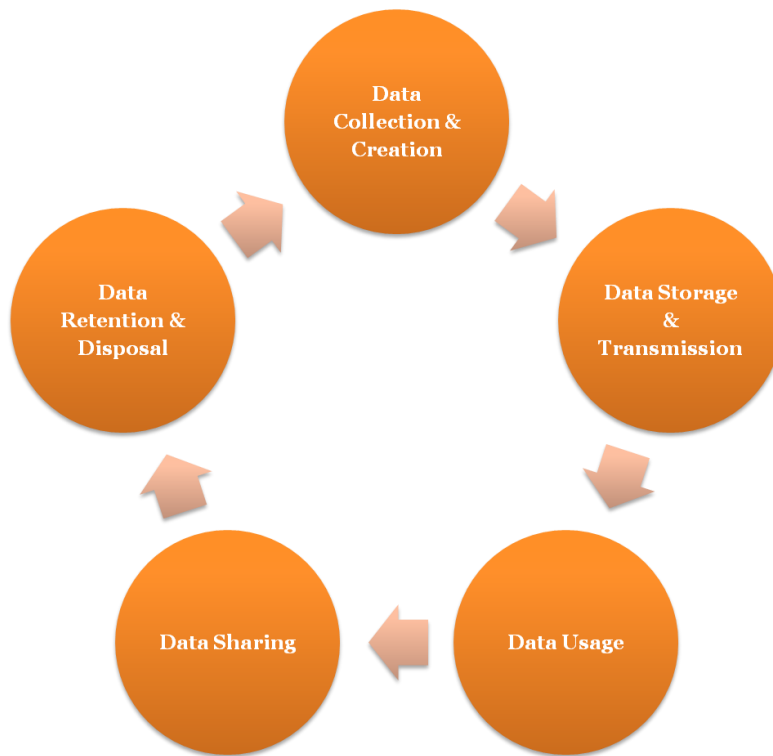 Data
Collection &
Creation
Data Storage
&
Transmission
Data Usage
Data Sharing
Data
Retention &
Disposal